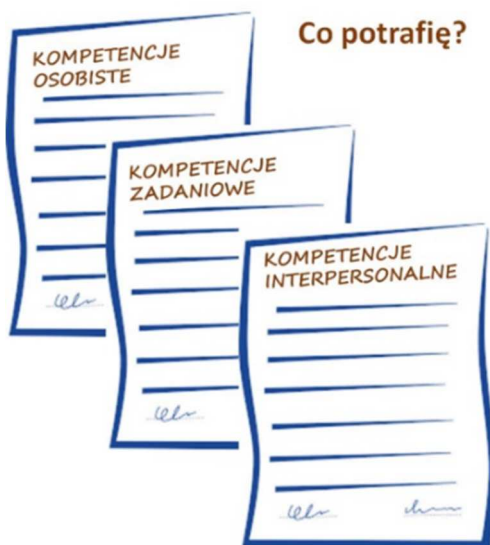 Co potrafię?
KOMPETENCJE
OSOBISTE
KOMPETENCJE
ZADANIOWE
KOMPETENCJE
INTERPERSONALNE